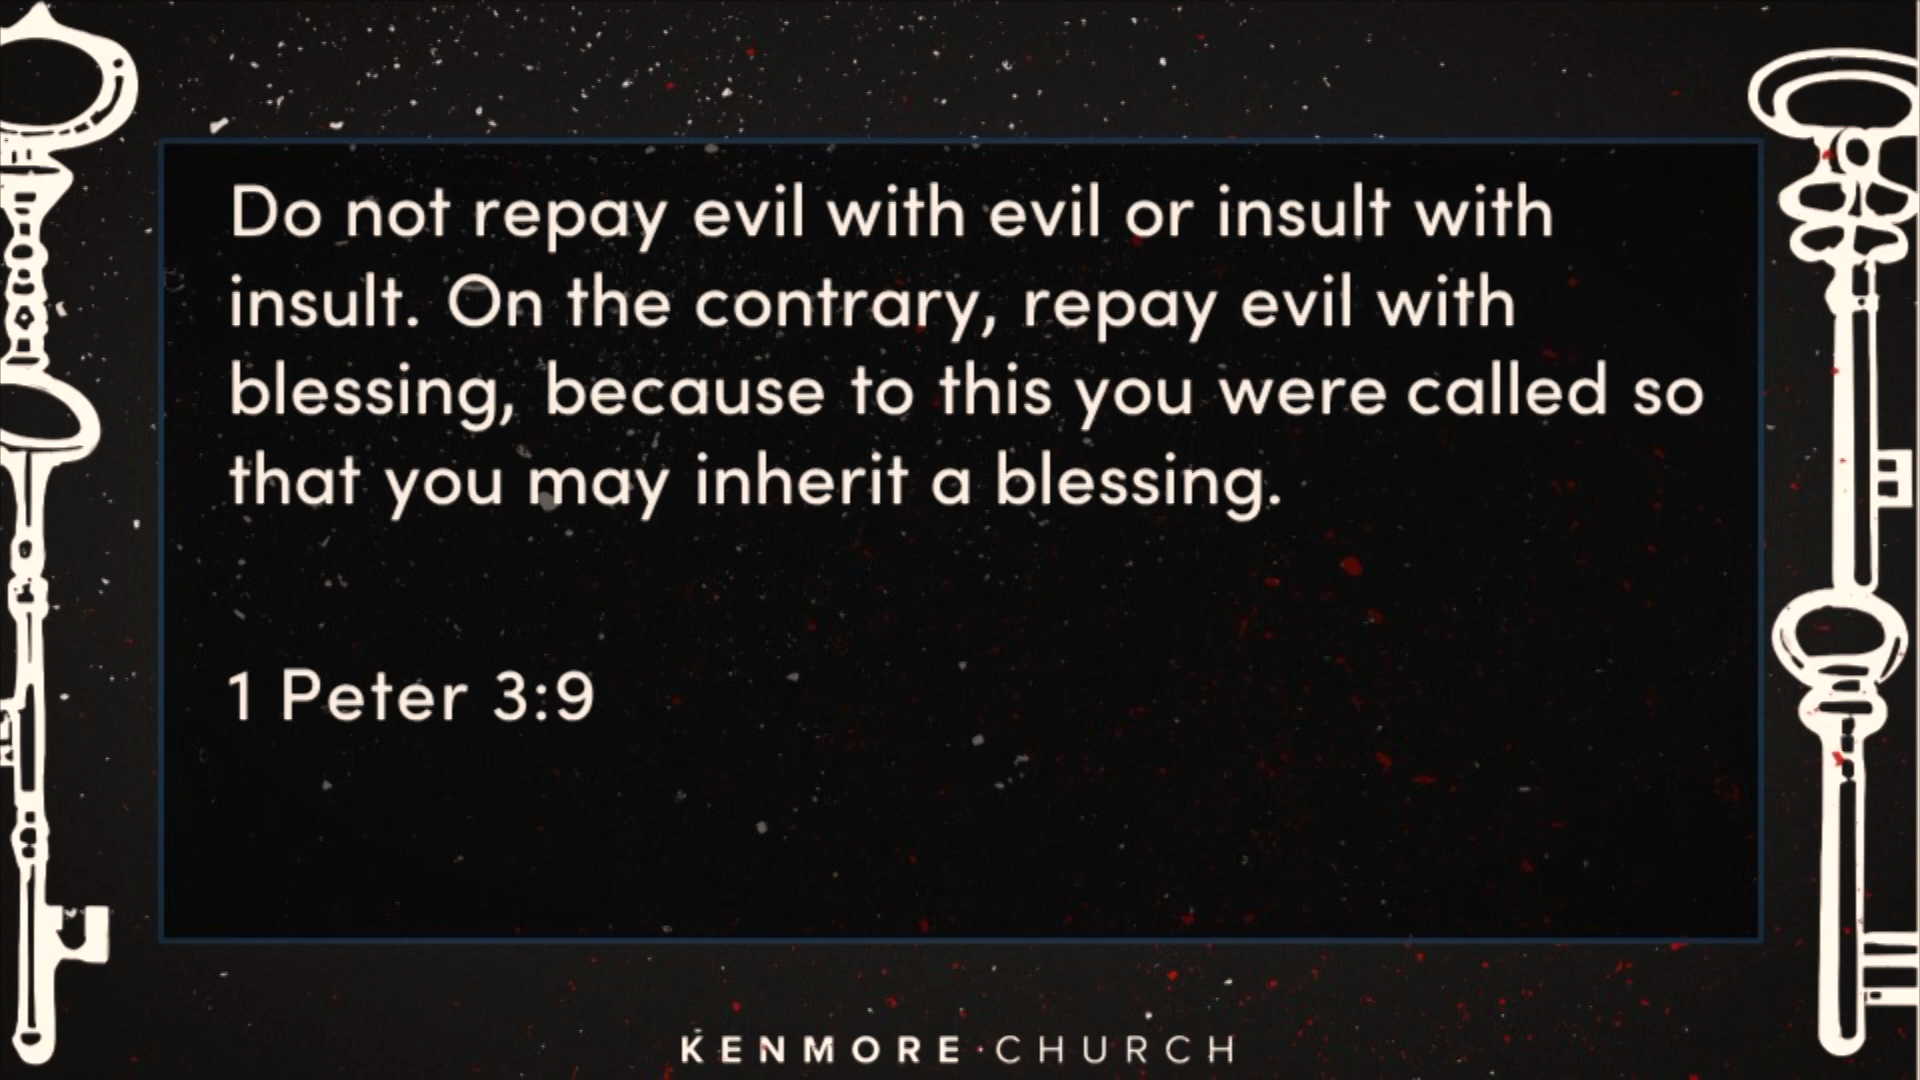 Do not repay evil with evil or insult with
insult. On the contrary, repay evil with
blessing, because to this you were called so
that you may inherit a blessing.
1 Peter 3:9
KENMORE·CHURCH